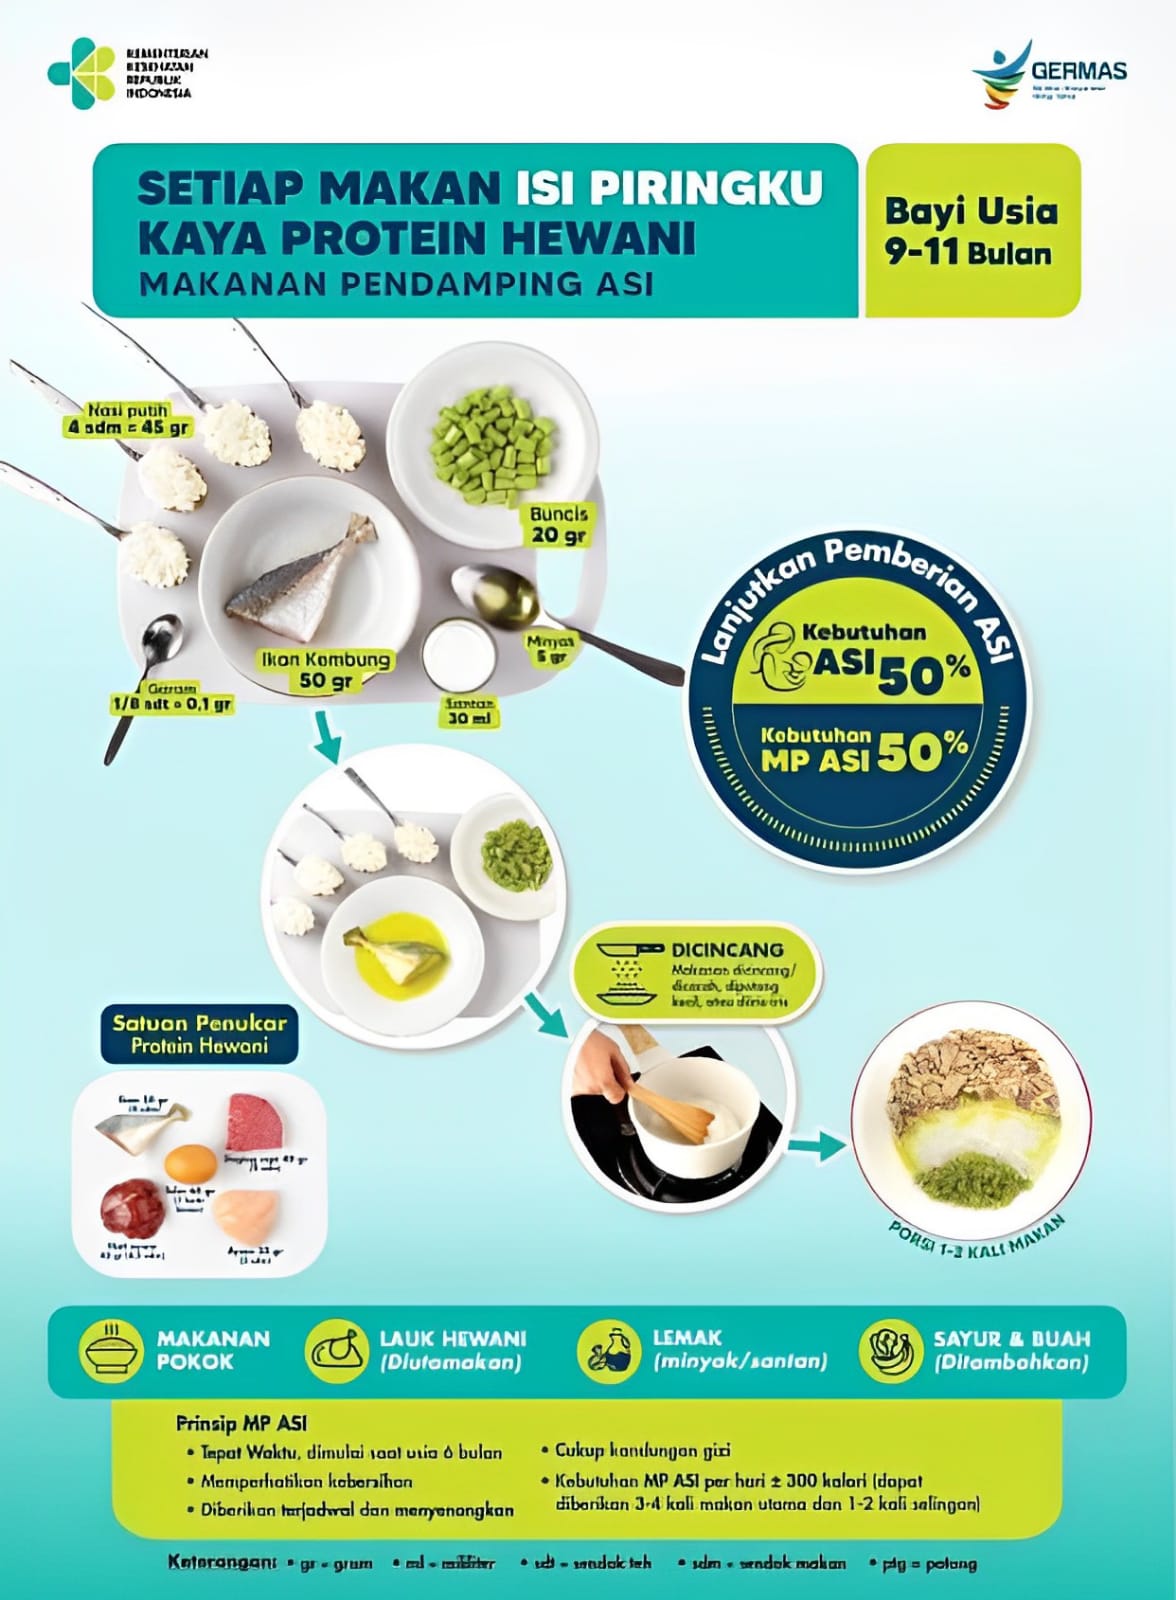 KEMENTERIAN
KESEHATAN
REPUBLIK
INDONESIA
GERMAS
SETIAP MAKAN ISI PIRINGKU
KAYA PROTEIN HEWANI
MAKANAN PENDAMPING ASI
Bayi Usia
9-11 Bulan
Nasi putih
4 sdm = 45 gr
Buncis
20 gr
Ikan Kembung
50 gr
Minyak
5 gr
Garam
1/8 sdt = 0,1 gr
Santan
30 ml
Lanjutkan Pemberian ASI
Kebutuhan
ASI 50%
Kebutuhan
MP ASI 50%
DICINCANG
Makanan dicincang/
dicacah, dipotong
kecil,
Satuan Penukar
Protein Hewani
PORSI 1-2 KALI MAKAN
MAKANAN
POKOK
LAUK HEWANI
(Diutamakan)
LEMAK
(minyak/santan)
SAYUR & BUAH
(Ditambahkan)
Prinsip MP ASI
• Tepat Waktu, dimulai saat usia 6 bulan
• Memperhatikan kebersihan
• Diberikan terjadwal dan menyenangkan
• Cukup kandungan gizi
• Kebutuhan MP ASI per hari ± 300 kalori (dapat
diberikan 3-4 kali makan utama dan 1-2 kali selingan)
Keterangan: • gr = gram • ml = mililiter • sdt = sendok teh • sdm = sendok makan • ptg = potong